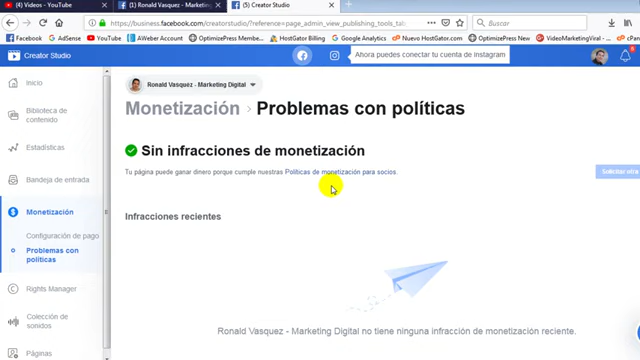 (4) Videos - YouTube
(1) Ronald Vasquez - Marketing
(5) Creator Studio
https://business.facebook.com/creatorstudio/?reference=page_admin_view_publishing_tools_tab
Buscar
Facebook
AdSense
YouTube
AWeber Account
OptimizePress Member...
HostGator Billing
Google Analytics
Nuevo HostGator.com
OptimizePress New
VideoMarketingViral - ...
Creator Studio
Ahora puedes conectar tu cuenta de Instagram
Inicio
Biblioteca de
contenido
Estadísticas
Bandeja de entrada
Monetización
Configuración de pago
Problemas con
políticas
Rights Manager
Colección de
sonidos
Páginas
Ronald Vasquez - Marketing Digital
Monetización > Problemas con políticas
Sin infracciones de monetización
Tu página puede ganar dinero porque cumple nuestras Políticas de monetización para socios.
Solicitar otra
Infracciones recientes
Ronald Vasquez - Marketing Digital no tiene ninguna infracción de monetización reciente.